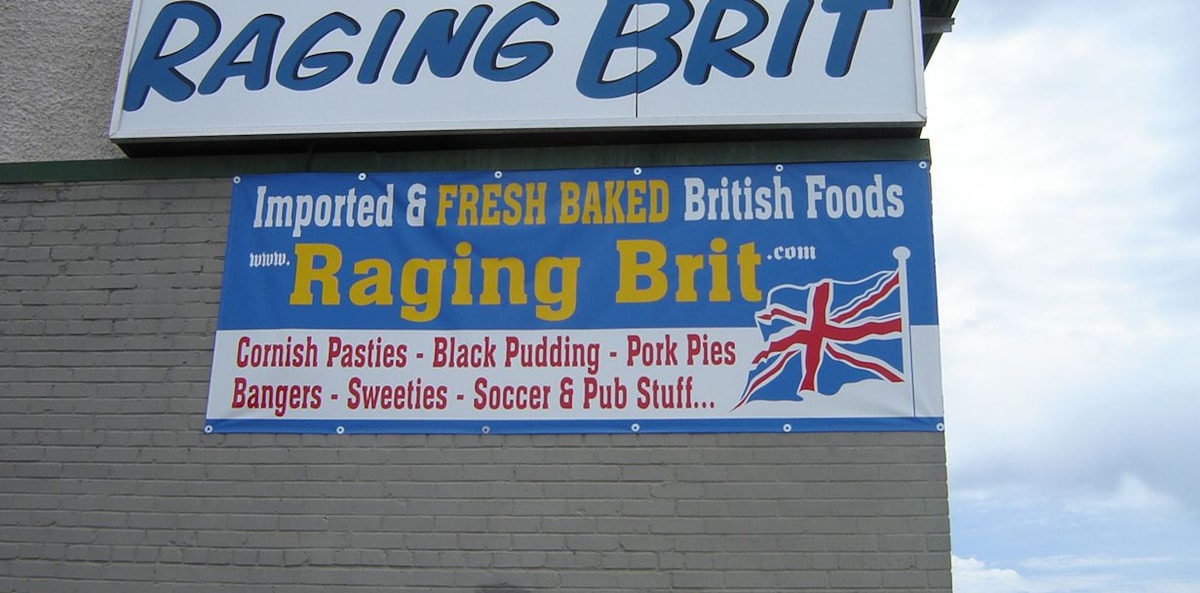 RAGING BRIT
Imported & FRESH BAKED British Foods
www.Raging Brit.com
Cornish Pasties - Black Pudding - Pork Pies
Bangers - Sweeties - Soccer & Pub Stuff...